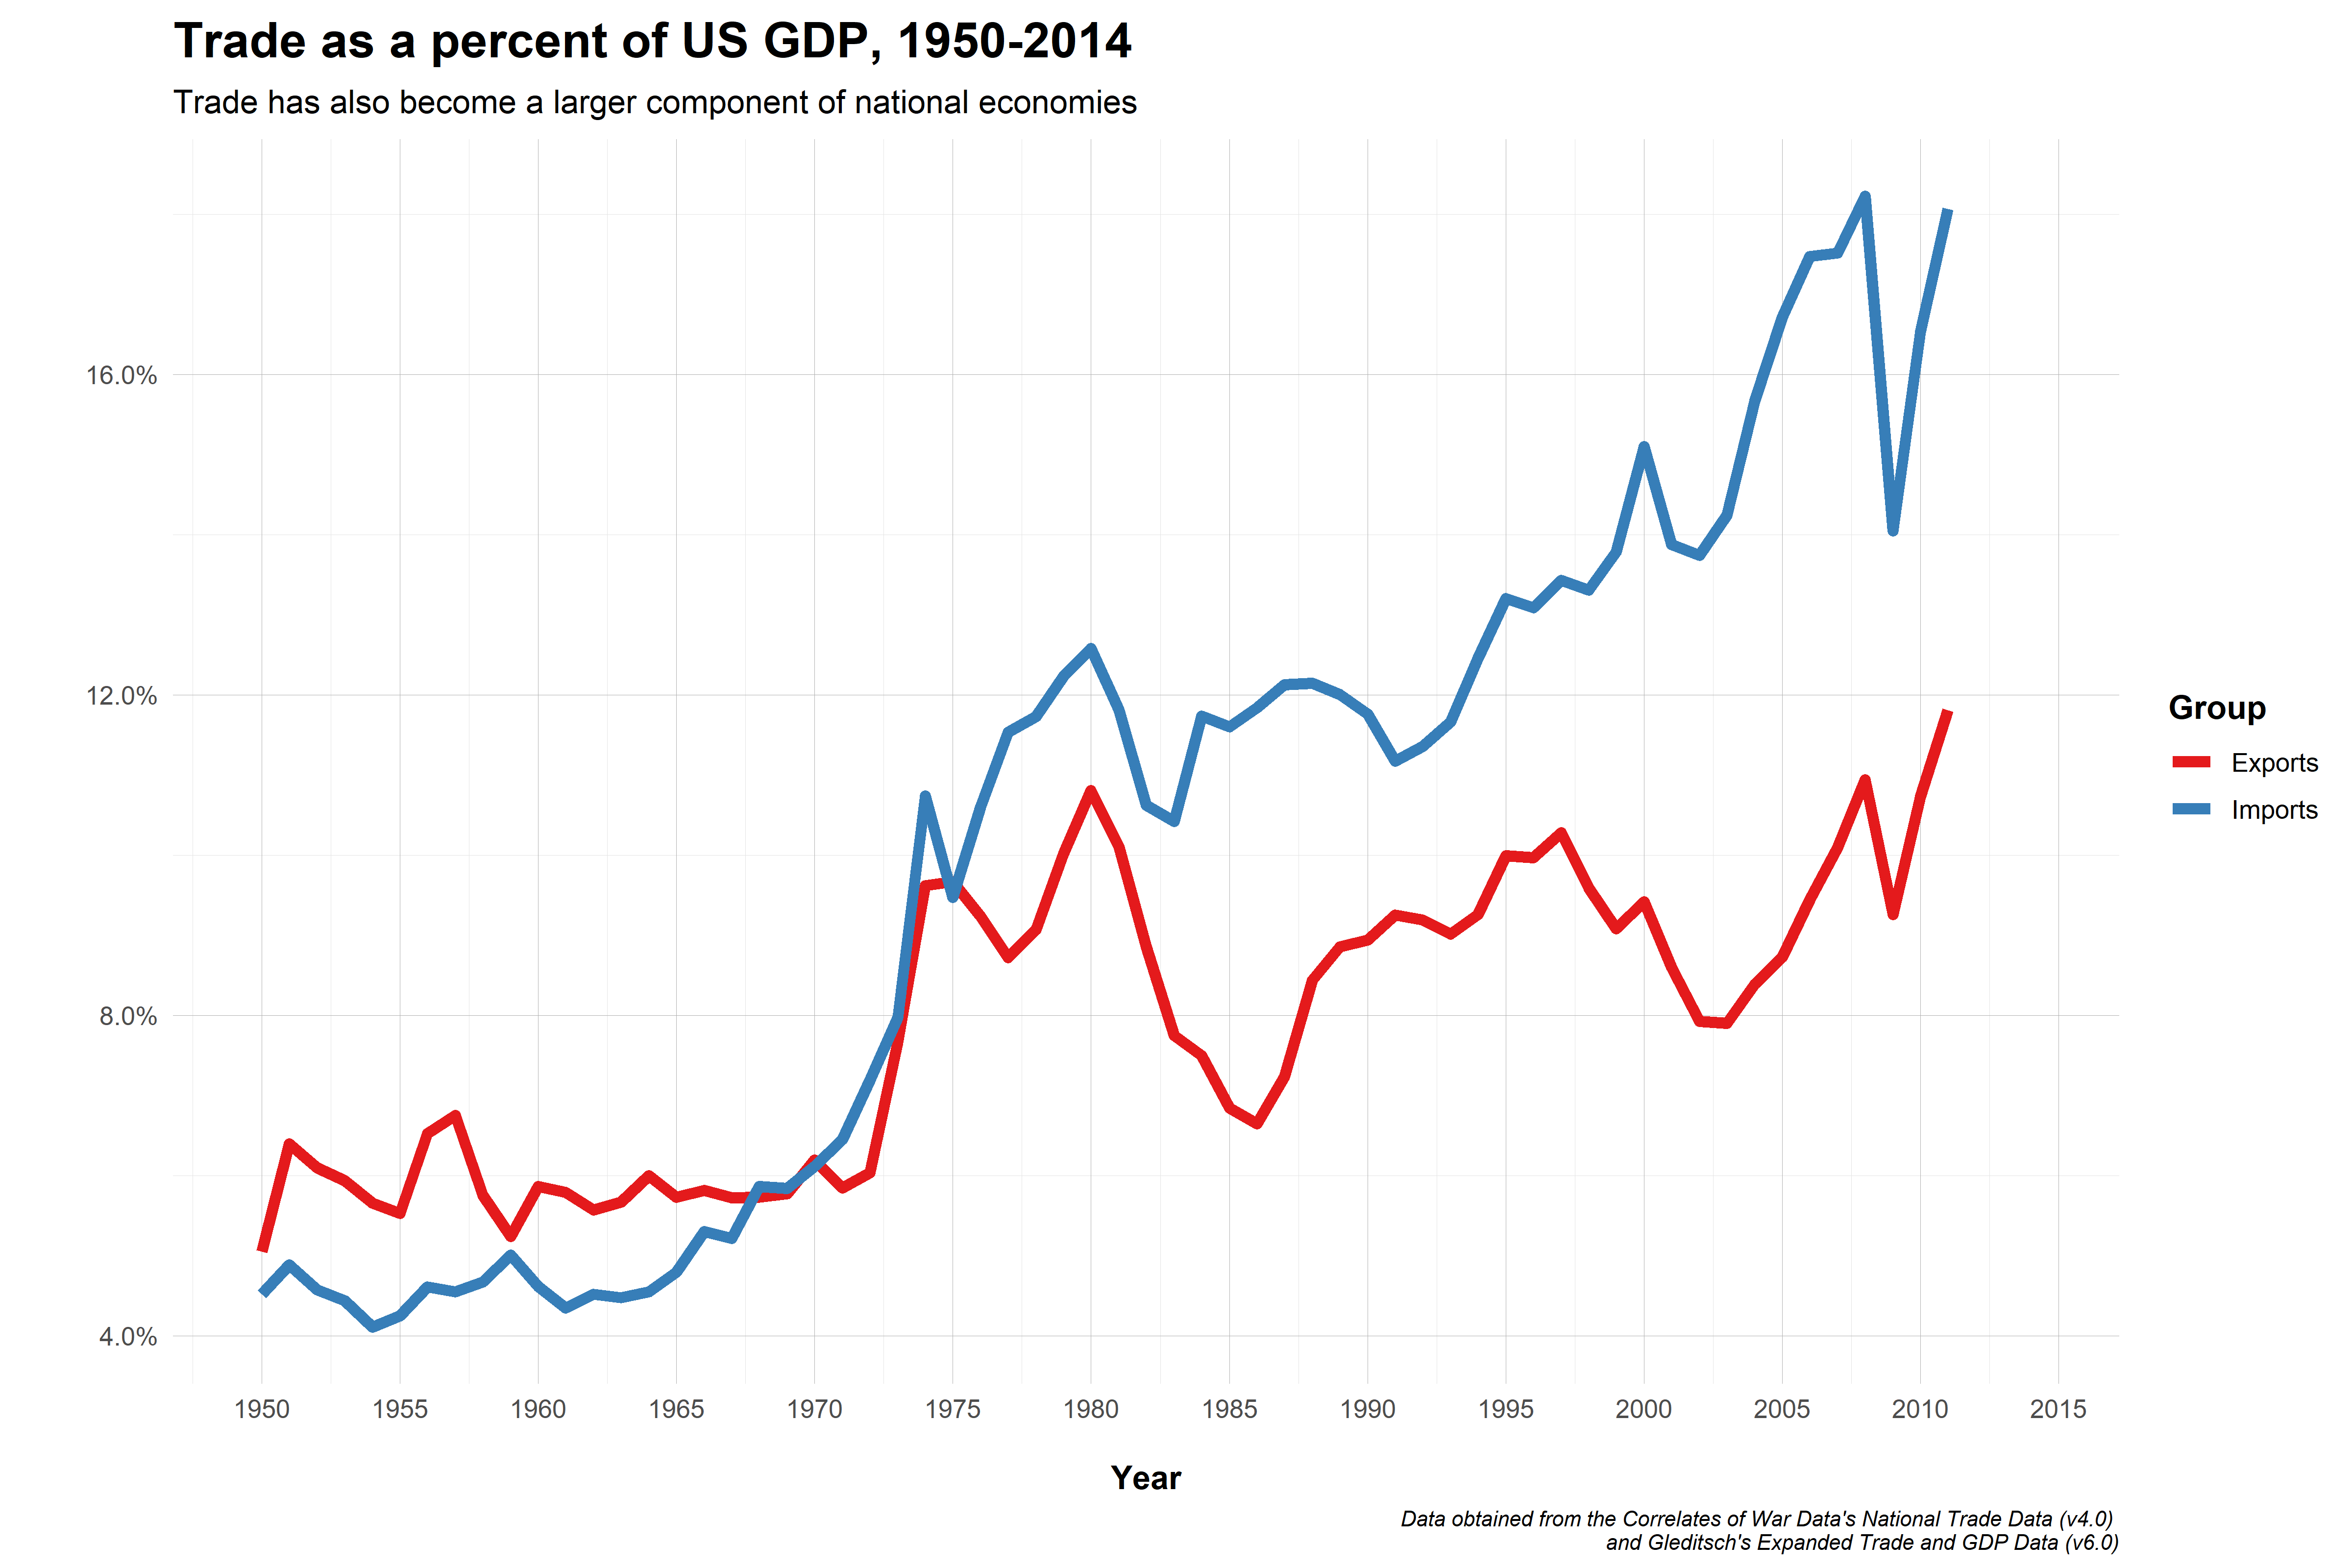 Trade as a percent of US GDP, 1950-2014
Trade has also become a larger component of national economies
16.0%
12.0%
8.0%
4.0%
1950 1955 1960 1965 1970 1975 1980 1985 1990 1995 2000 2005 2010 2015
Year
Group
Exports
Imports
Data obtained from the Correlates of War Data's National Trade Data (v4.0)
and Gleditsch's Expanded Trade and GDP Data (v6.0)